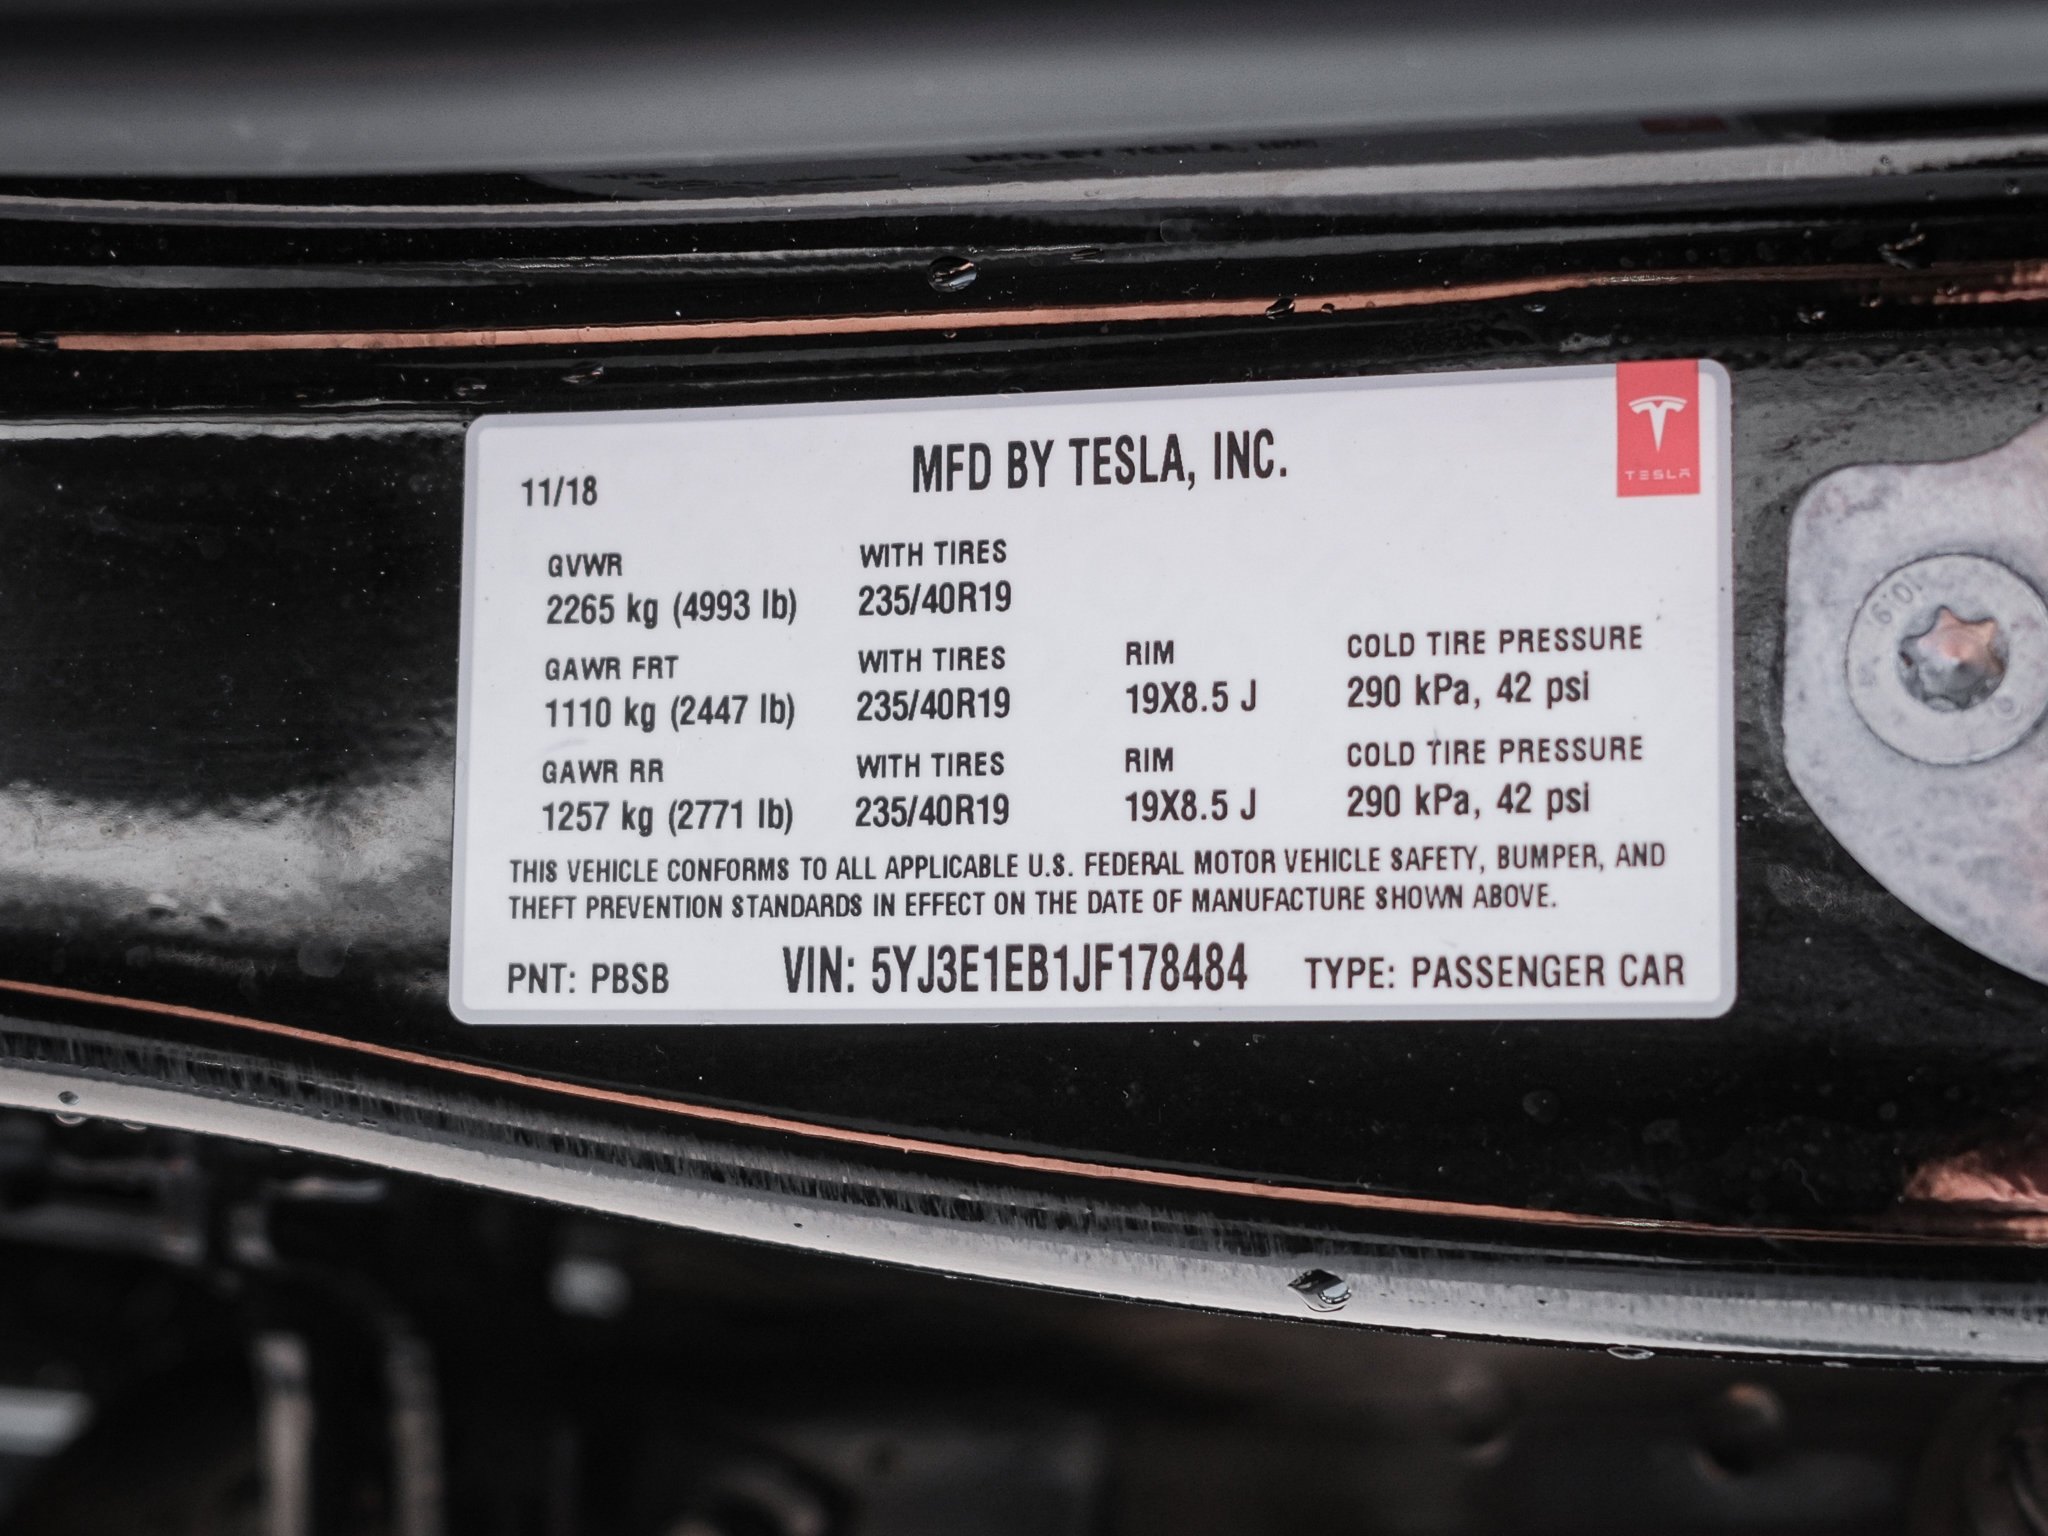 MFD BY TESLA, INC.
TESLA
11/18
GVWR WITH TIRES
2265 kg (4993 lb) 235/40R19
GAWR FRT WITH TIRES RIM COLD TIRE PRESSURE
1110 kg (2447 lb) 235/40R19 19X8.5 J 290 kPa, 42 psi
GAWR RR WITH TIRES RIM COLD TIRE PRESSURE
1257 kg (2771 lb) 235/40R19 19X8.5 J 290 kPa, 42 psi
THIS VEHICLE CONFORMS TO ALL APPLICABLE U.S. FEDERAL MOTOR VEHICLE SAFETY, BUMPER, AND
THEFT PREVENTION STANDARDS IN EFFECT ON THE DATE OF MANUFACTURE SHOWN ABOVE.
PNT: PBSB VIN: 5YJ3E1EB1JF178484 TYPE: PASSENGER CAR